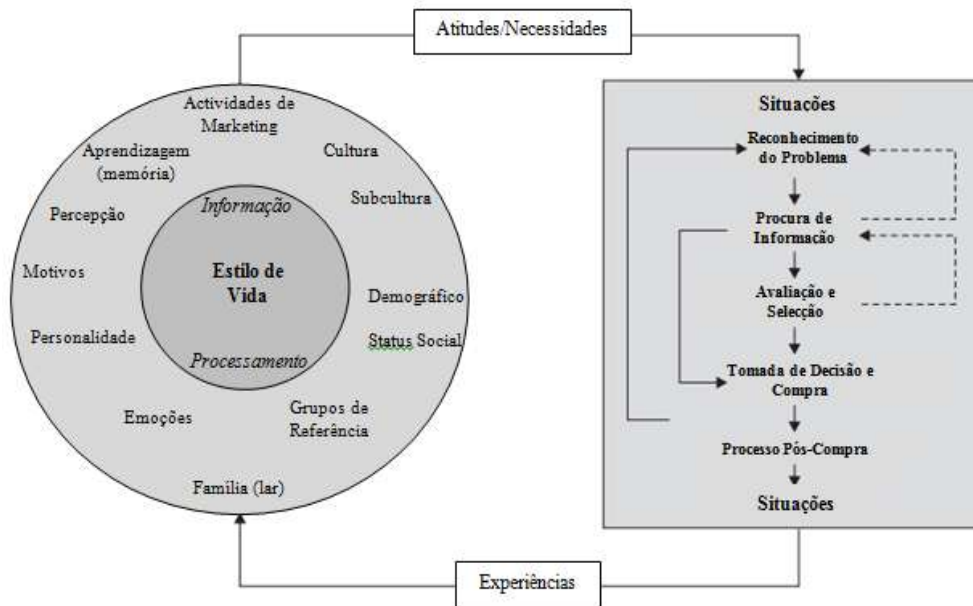 Atitudes/Necessidades
Actividades de
Marketing
Aprendizagem
(memória)
Cultura
Percepção
Subcultura
Informação
Motivos
Estilo de
Vida
Demográfico
Personalidade
Status Social
Processamento
Emoções
Grupos de
Referência
Família (lar)
Situações
Reconhecimento
do Problema
Procura de
Informação
Avaliação e
Selecção
Tomada de Decisão e
Compra
Processo Pós-Compra
Situações
Experiências